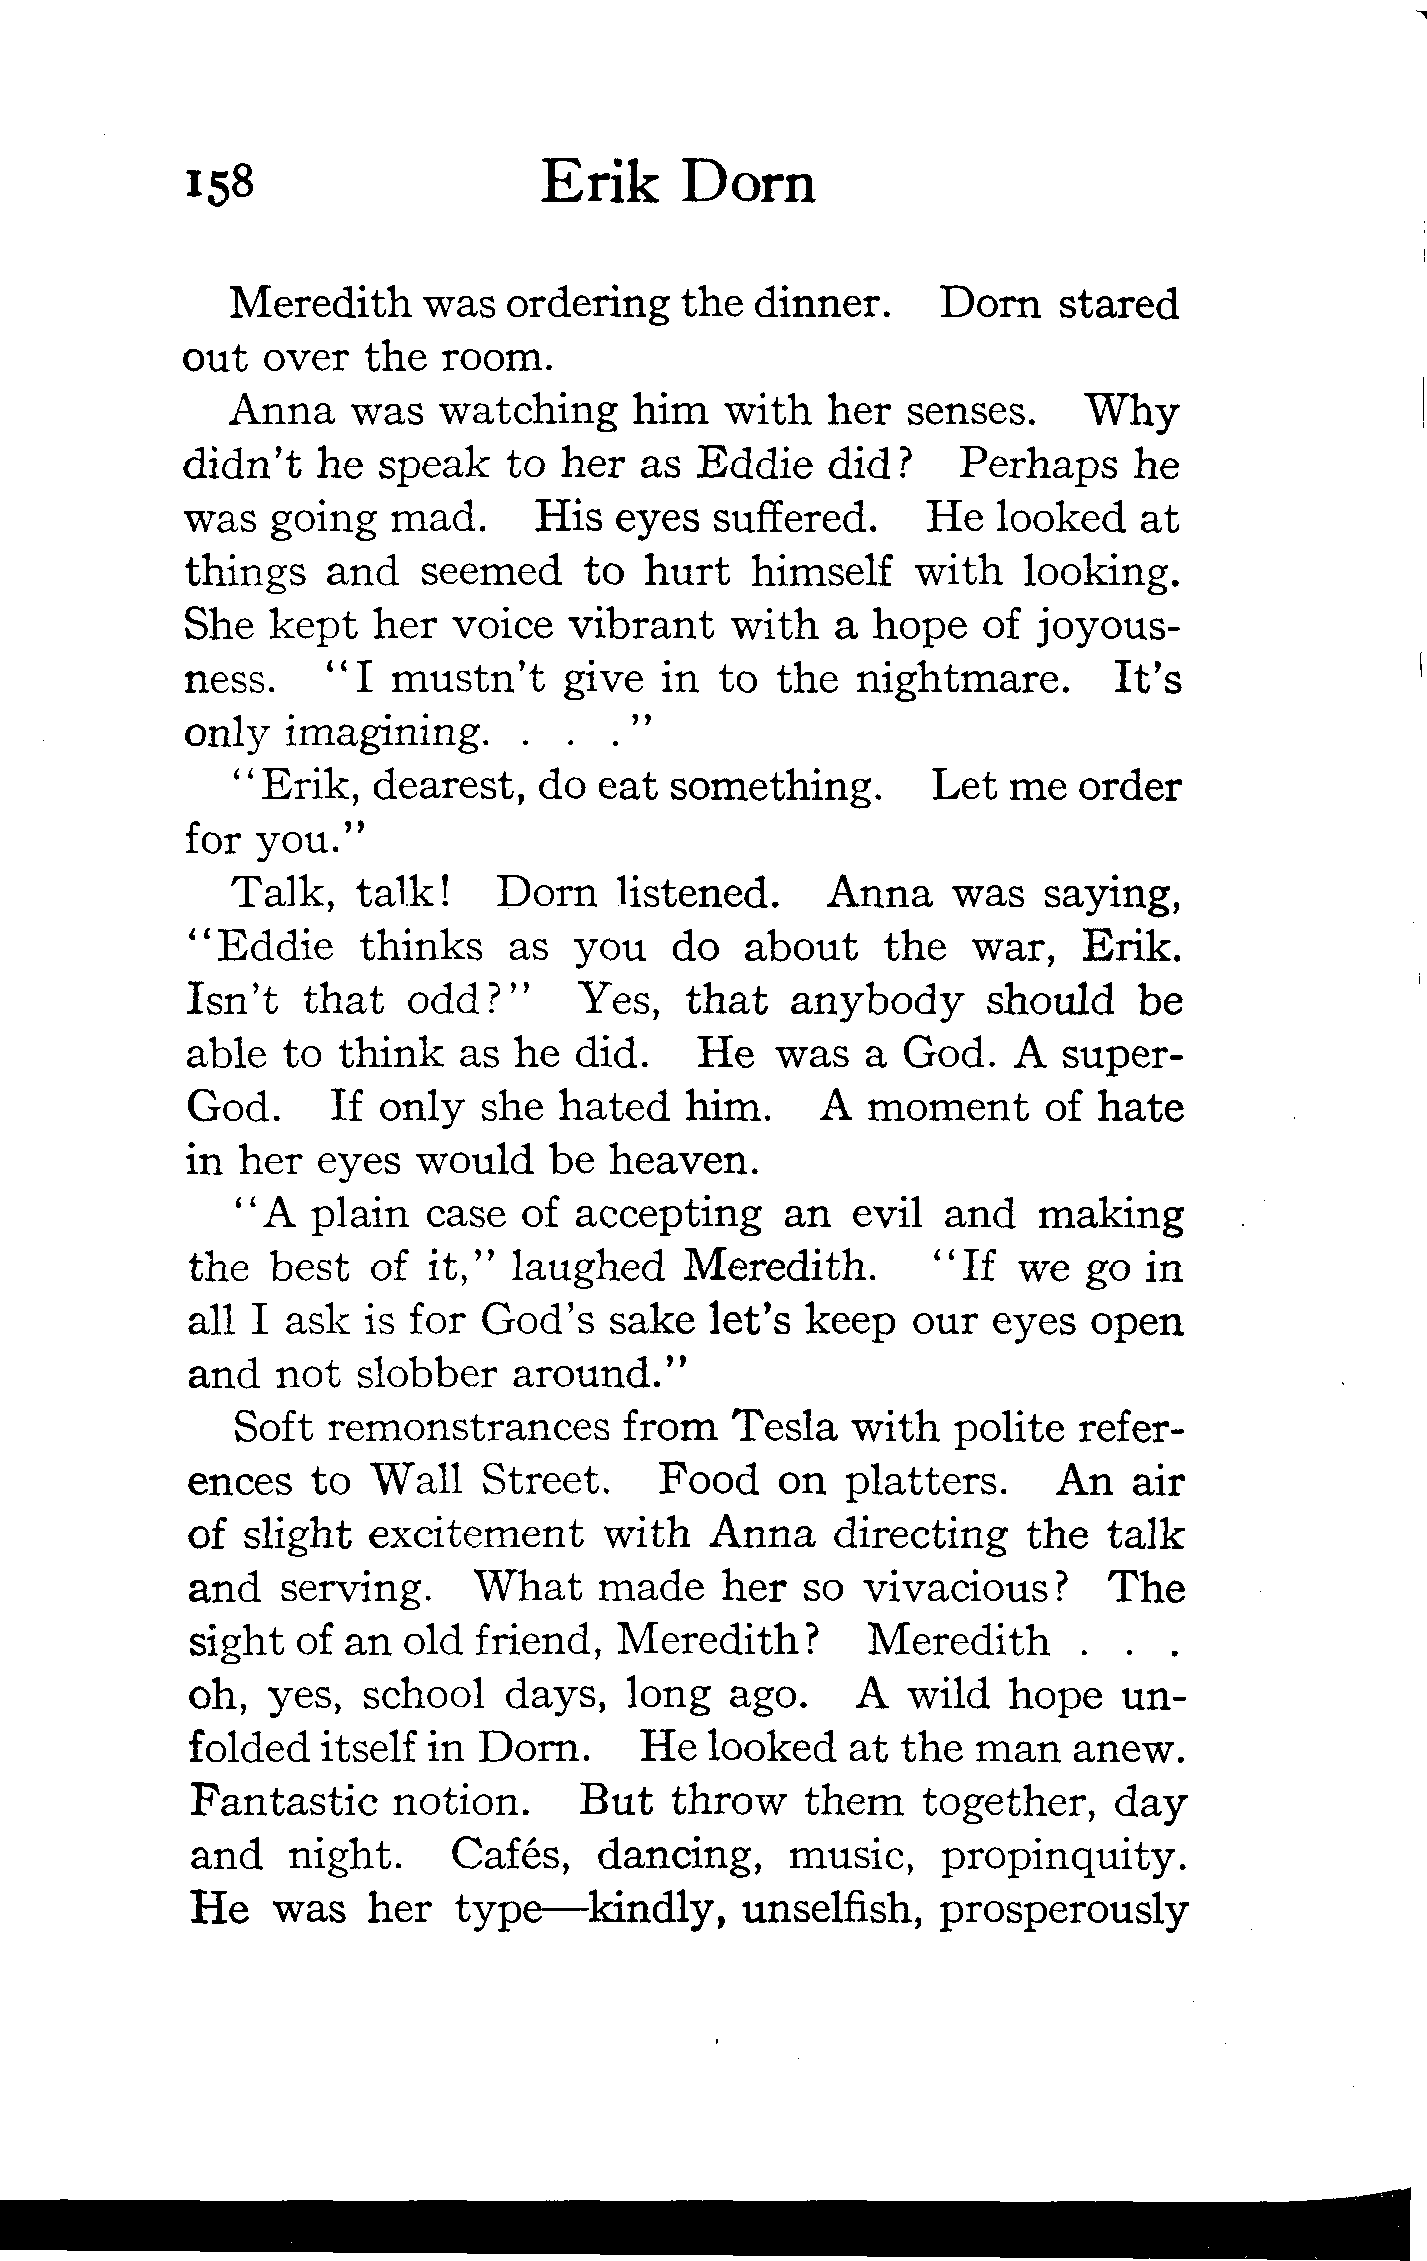 158 Erik Dorn
Meredith was ordering the dinner. Dorn stared
out over the room.
Anna was watching him with her senses. Why
didn't he speak to her as Eddie did? Perhaps he
was going mad. His eyes suffered. He looked at
things and seemed to hurt himself with looking.
She kept her voice vibrant with a hope of joyous-
ness. "I mustn't give in to the nightmare. It's
only imagining. . . ."
"Erik, dearest, do eat something. Let me order
for you."
Talk, talk! Dorn listened. Anna was saying,
"Eddie thinks as you do about the war, Erik.
Isn't that odd?" Yes, that anybody should be
able to think as he did. He was a God. A super-
God. If only she hated him. A moment of hate
in her eyes would be heaven.
"A plain case of accepting an evil and making
the best of it," laughed Meredith. "If we go in
all I ask is for God's sake let's keep our eyes open
and not slobber around."
Soft remonstrances from Tesla with polite refer-
ences to Wall Street. Food on platters. An air
of slight excitement with Anna directing the talk
and serving. What made her so vivacious? The
sight of an old friend, Meredith? Meredith . . .
oh, yes, school days, long ago. A wild hope un-
folded itself in Dorn. He looked at the man anew.
Fantastic notion. But throw them together, day
and night. Cafés, dancing, music, propinquity.
He was her type—kindly, unselfish, prosperously